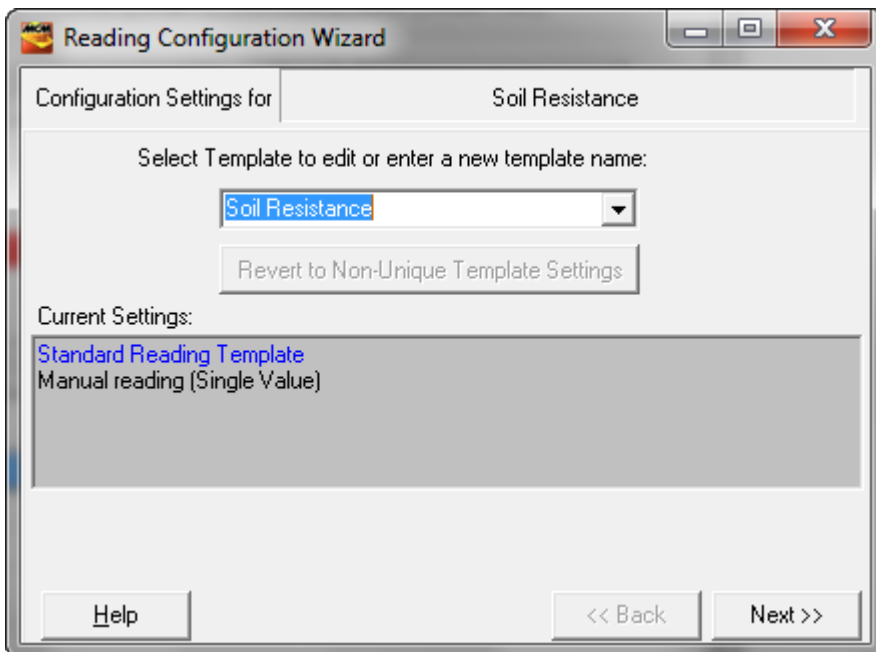 MCM
Reading Configuration Wizard
Configuration Settings for Soil Resistance
Select Template to edit or enter a new template name:
Soil Resistance
Revert to Non-Unique Template Settings
Current Settings:
Standard Reading Template
Manual reading (Single Value)
Help << Back Next >>